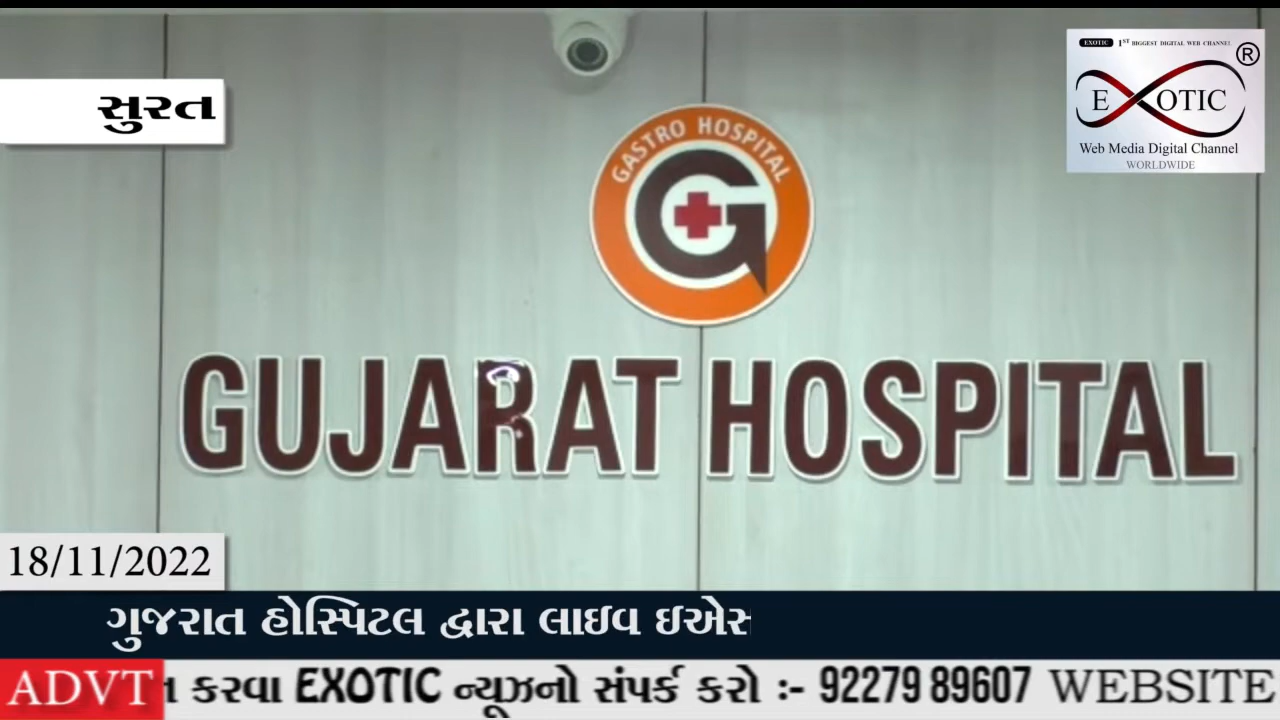 EXOTIC 1ST BIGGEST DIGITAL WEB CHANNEL
®
EXOTIC
Web Media Digital Channel
WORLDWIDE
સુરત
GASTRO HOSPITAL
G
GUJARAT HOSPITAL
18/11/2022
ગુજરાત હોસ્પિટલ દ્વારા લાઇવ
ADVT કરવા EXOTIC ન્યૂઝનો સંપર્ક કરો :- 92279 89607 WEBSITE